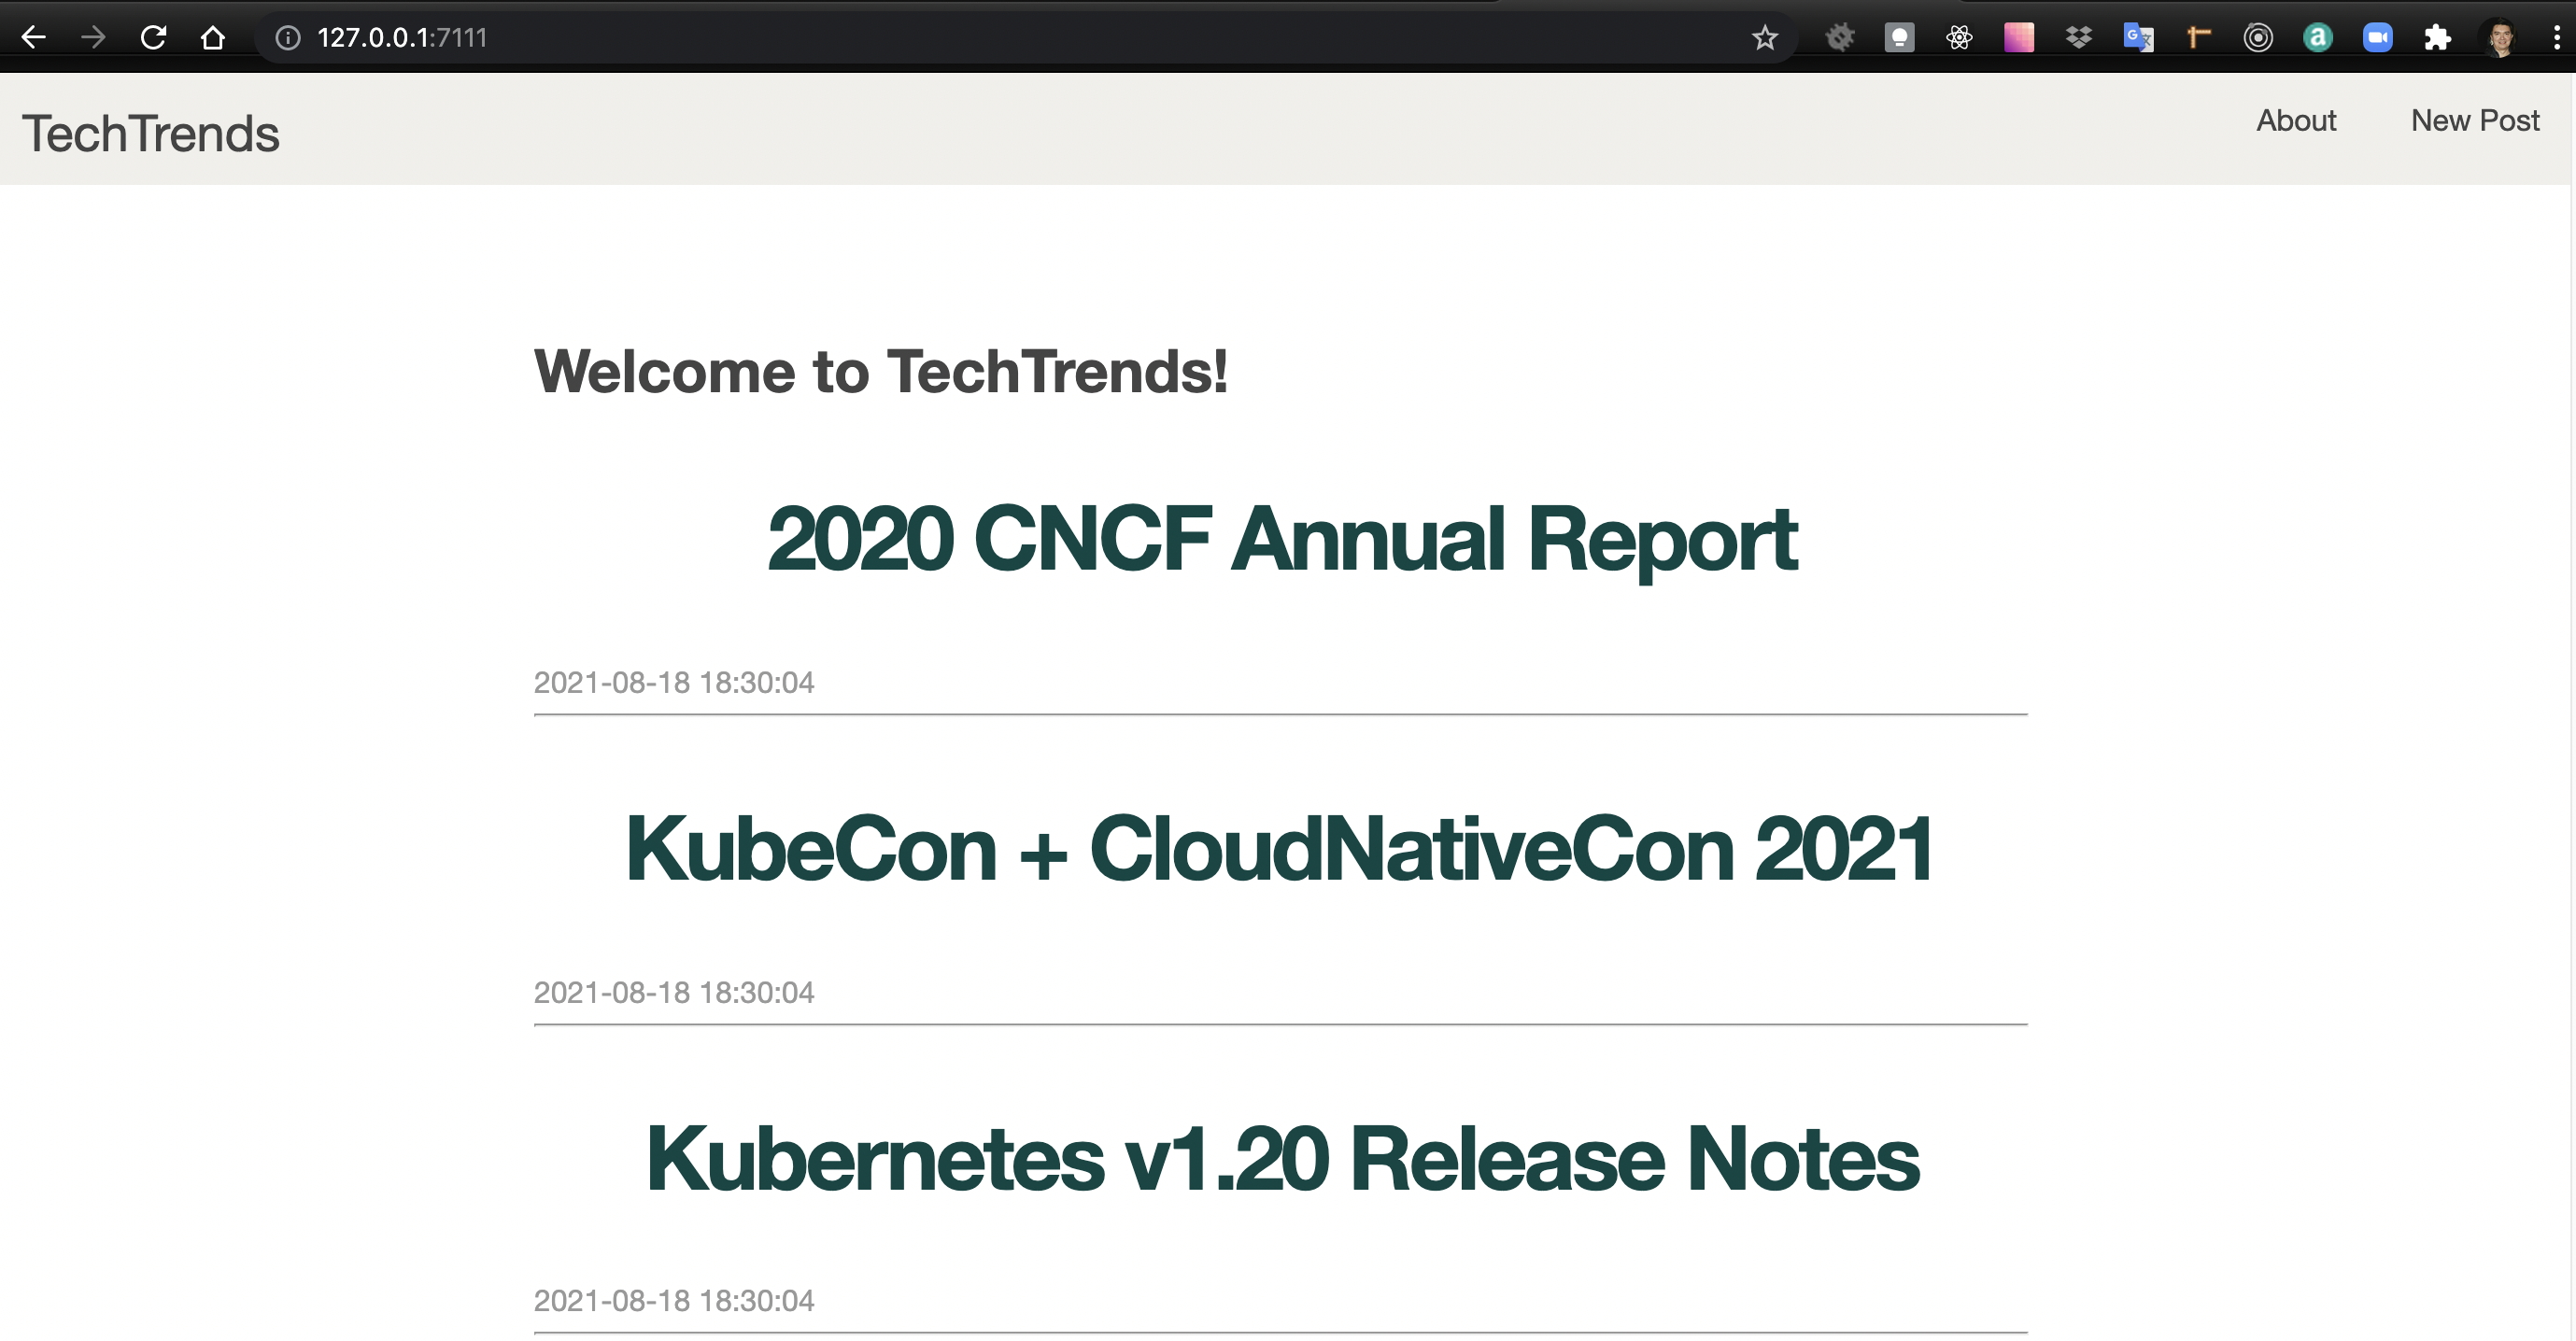 127.0.0.1:7111
TechTrends
About
New Post
Welcome to TechTrends!
2020 CNCF Annual Report
2021-08-18 18:30:04
KubeCon + CloudNativeCon 2021
2021-08-18 18:30:04
Kubernetes v1.20 Release Notes
2021-08-18 18:30:04